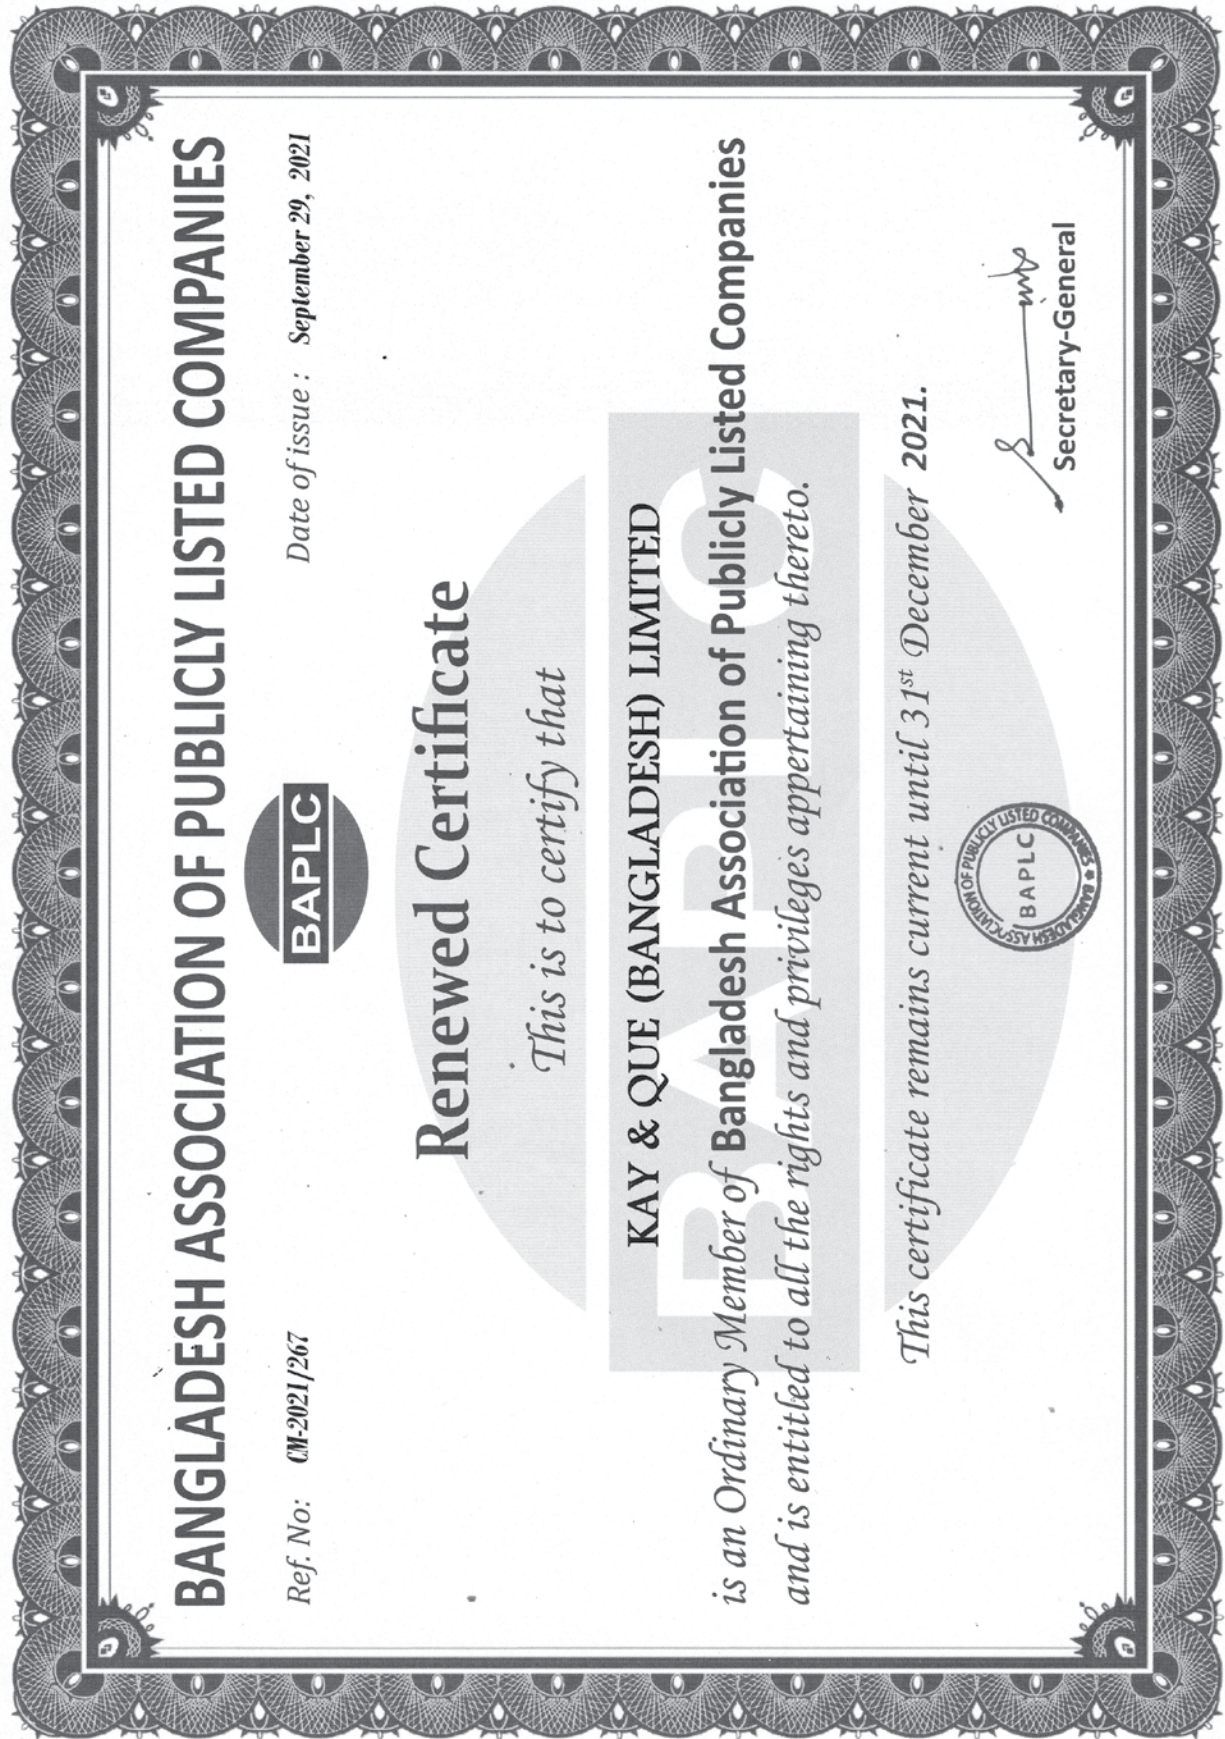 BANGLADESH ASSOCIATION OF PUBLICLY LISTED COMPANIES
Ref. No: CM-2021/267
BAPLC
Date of issue : September 29, 2021
Renewed Certificate
This is to certify that
KAY & QUE (BANGLADESH) LIMITED
is an Ordinary Member of Bangladesh Association of Publicly Listed Companies
and is entitled to all the rights and privileges appertaining thereto.
BAPLC
This certificate remains current until 31st December 2021.
BANGLADESH ASSOCIATION OF PUBLICLY LISTED COMPANIES
BAPLC
Secretary-General